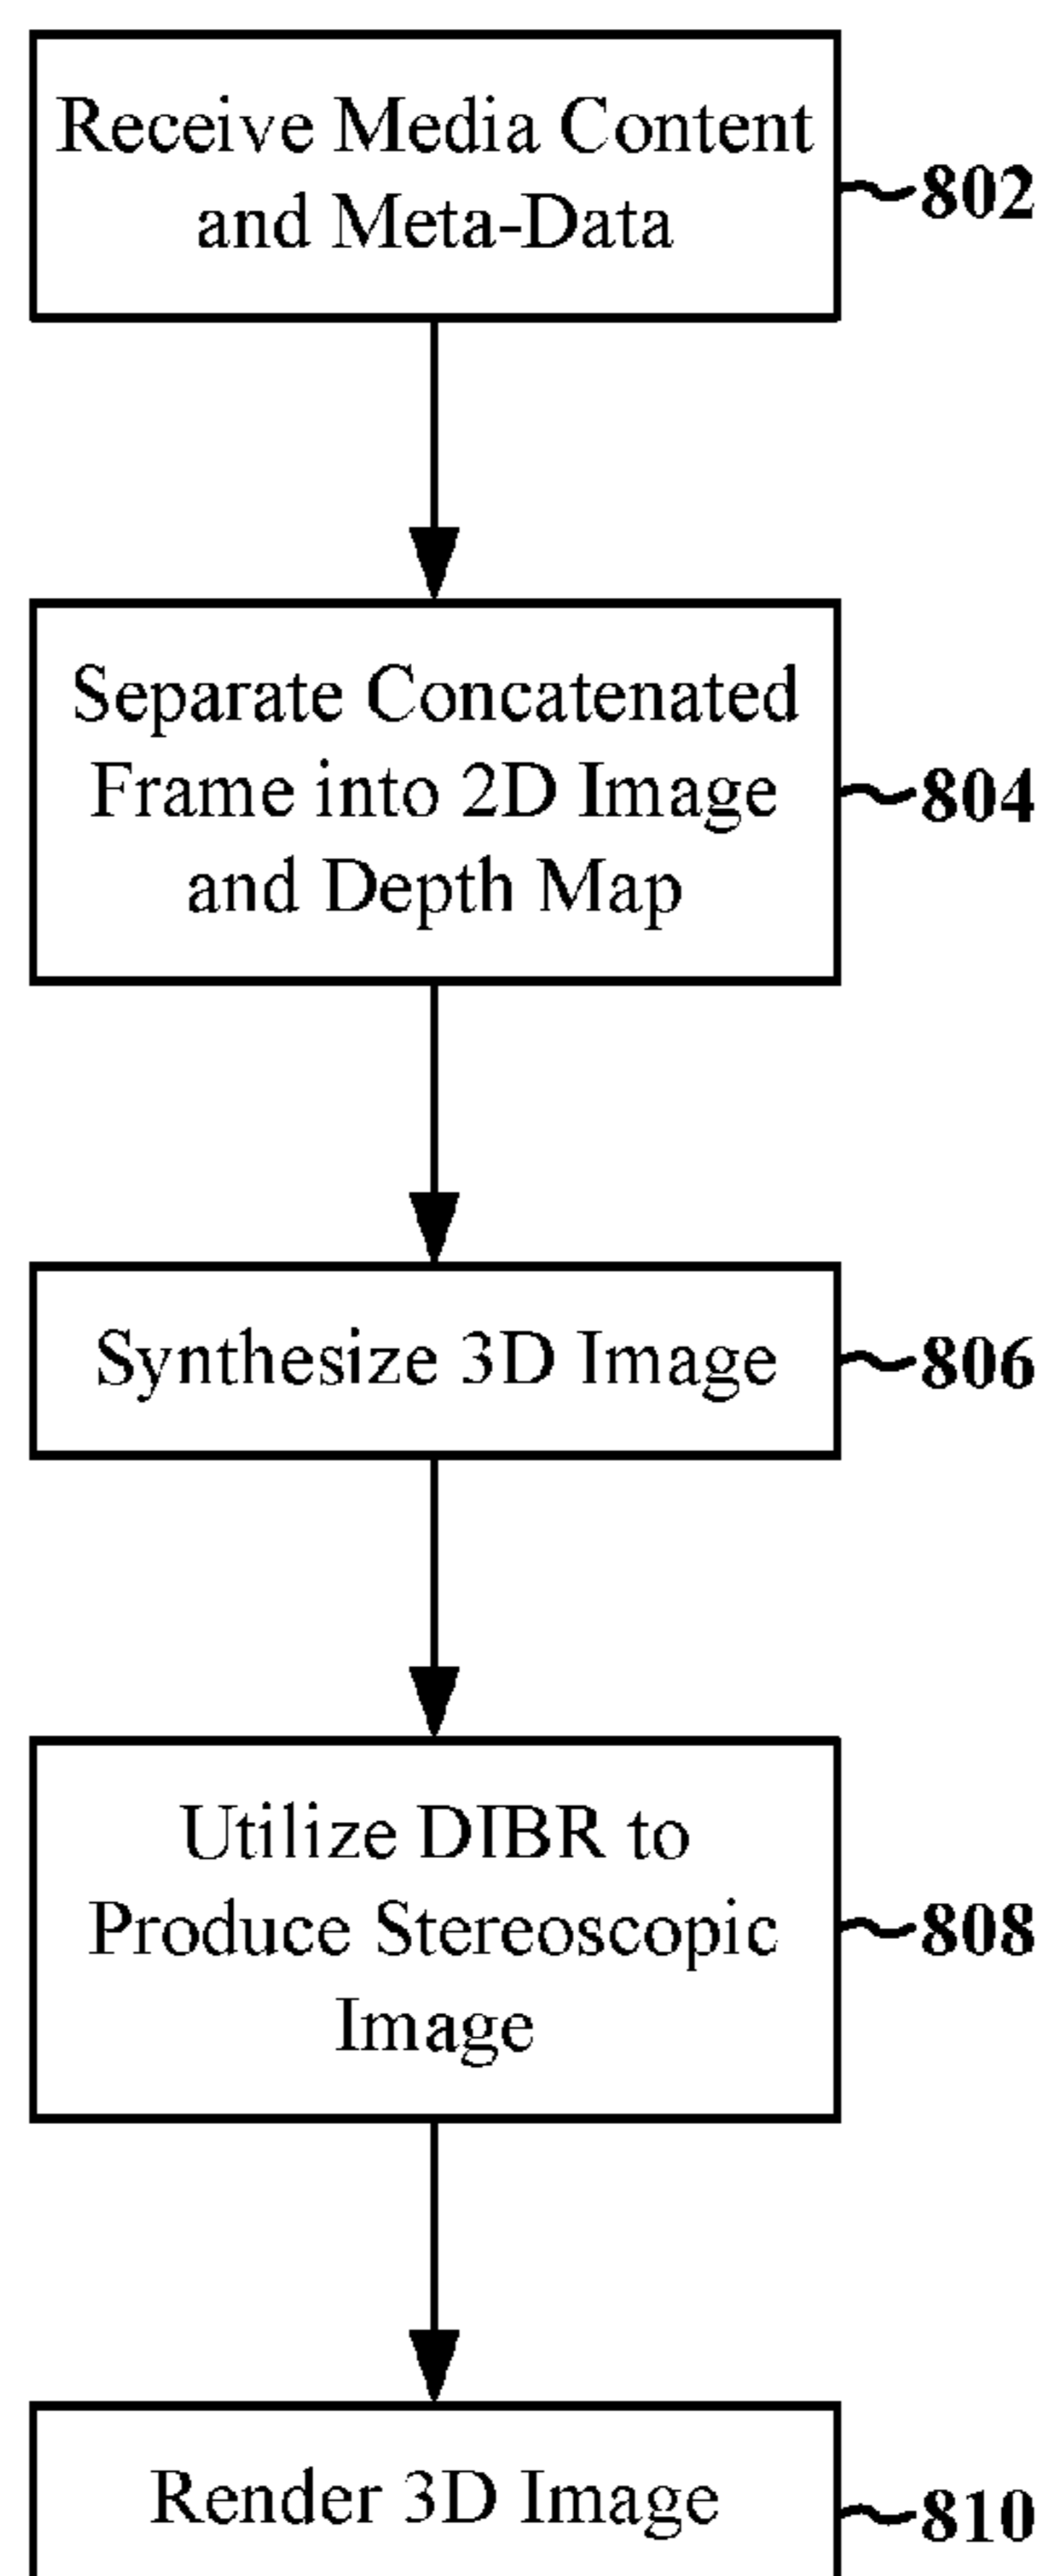 Receive Media Content
and Meta-Data
802
Separate Concatenated
Frame into 2D Image
and Depth Map
804
Synthesize 3D Image
806
Utilize DIBR to
Produce Stereoscopic
Image
808
Render 3D Image
810